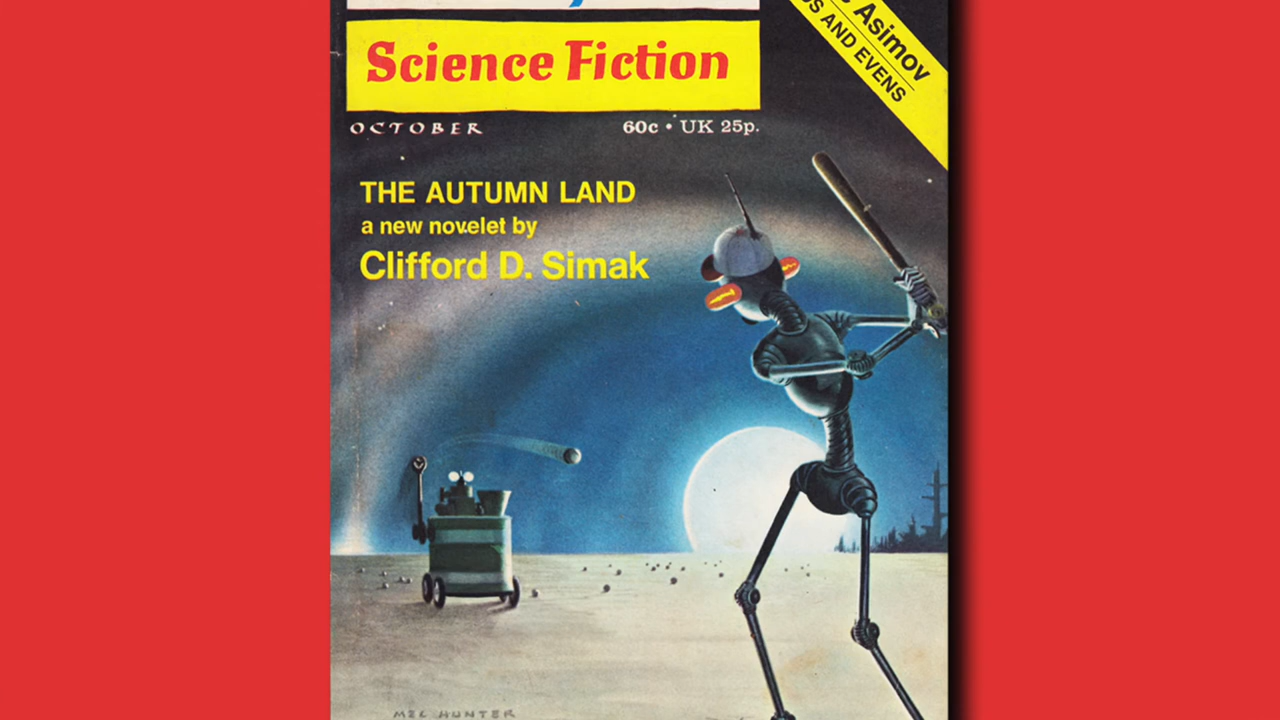 Science Fiction
Asimov
AND EVENS
OCTOBER
60c • UK 25p.
THE AUTUMN LAND
a new novelet by
Clifford D. Simak
MEL HUNTER